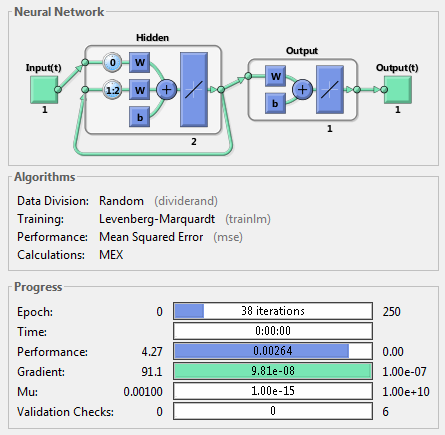 Neural Network
Hidden
Output
Input(t)
Output(t)
0
W
1:2
W
b
W
b
1
2
1
1
Algorithms
Data Division: Random (dividerand)
Training: Levenberg-Marquardt (trainlm)
Performance: Mean Squared Error (mse)
Calculations: MEX
Progress
Epoch: 0 38 iterations 250
Time: 0:00:00
Performance: 4.27 0.00264 0.00
Gradient: 91.1 9.81e-08 1.00e-07
Mu: 0.00100 1.00e-15 1.00e+10
Validation Checks: 0 0 6